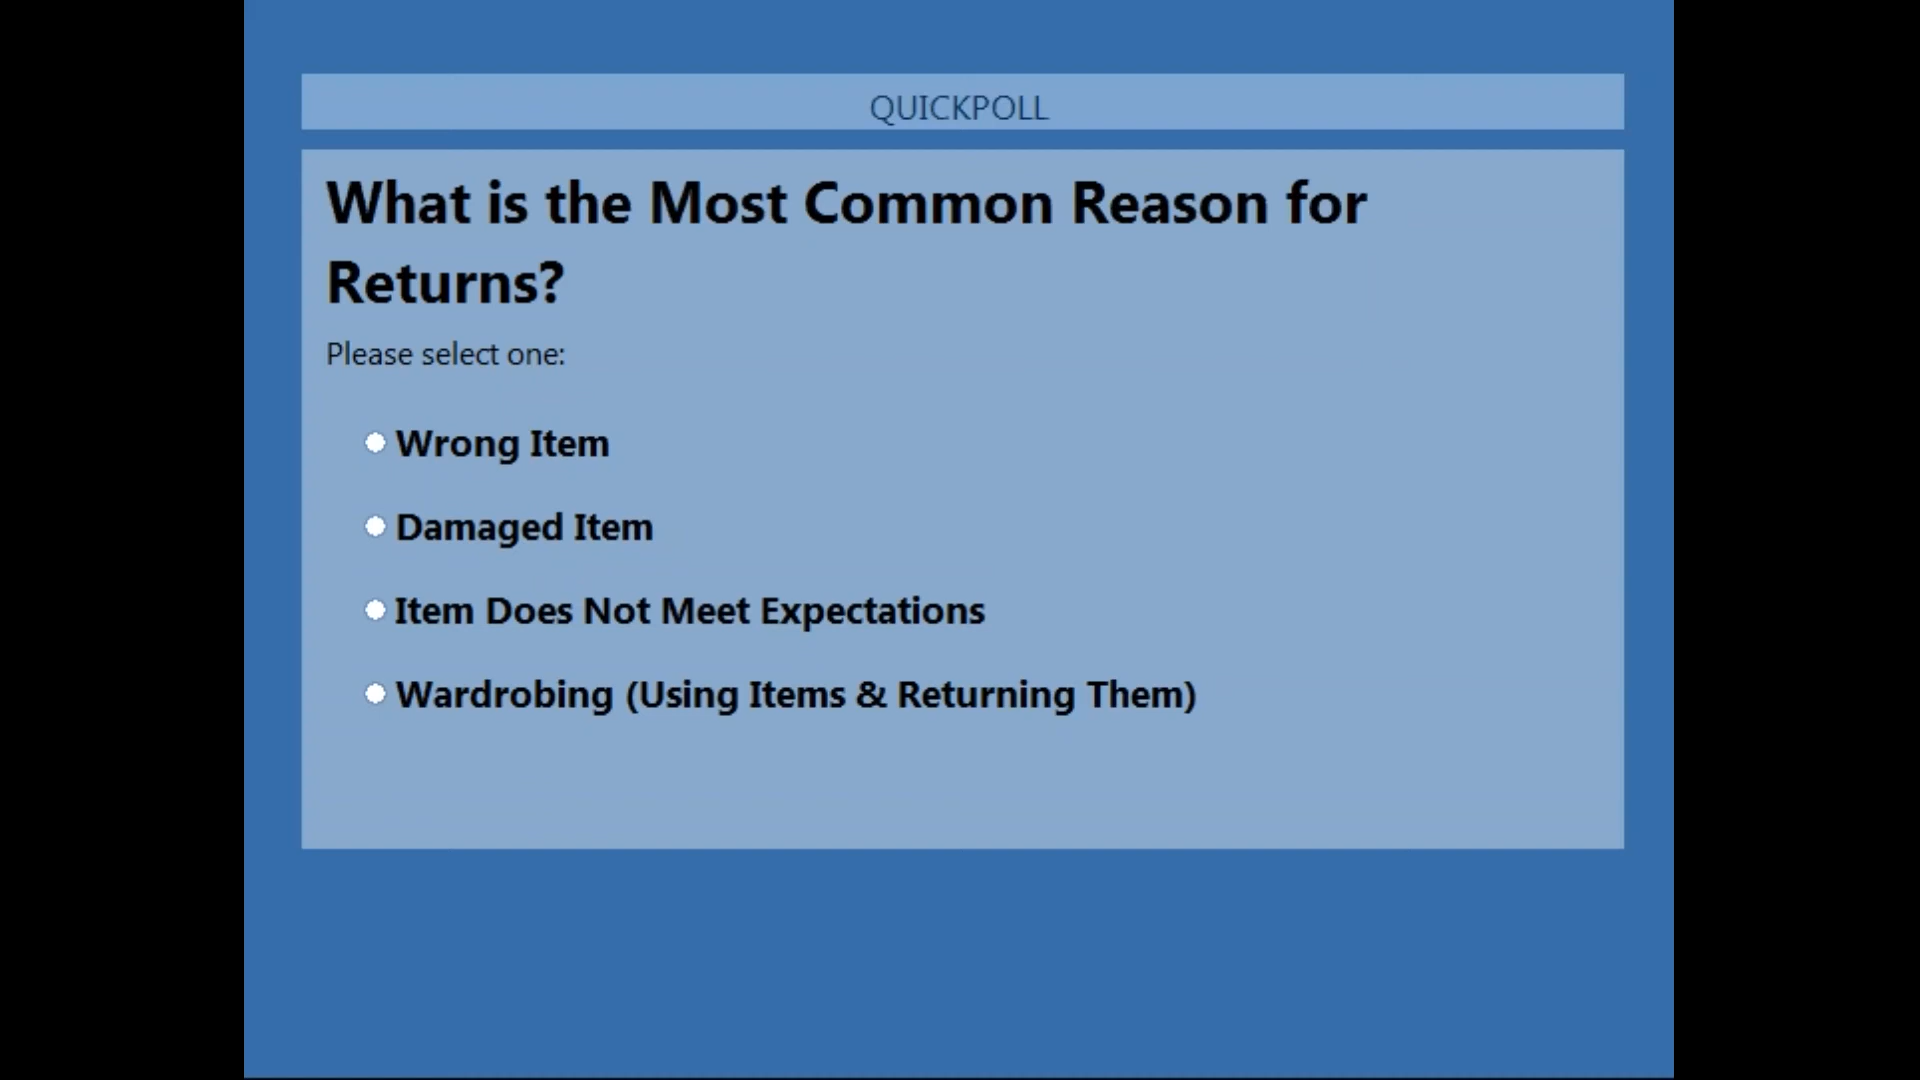 QUICKPOLL
What is the Most Common Reason for
Returns?
Please select one:
Wrong Item
Damaged Item
Item Does Not Meet Expectations
Wardrobing (Using Items & Returning Them)